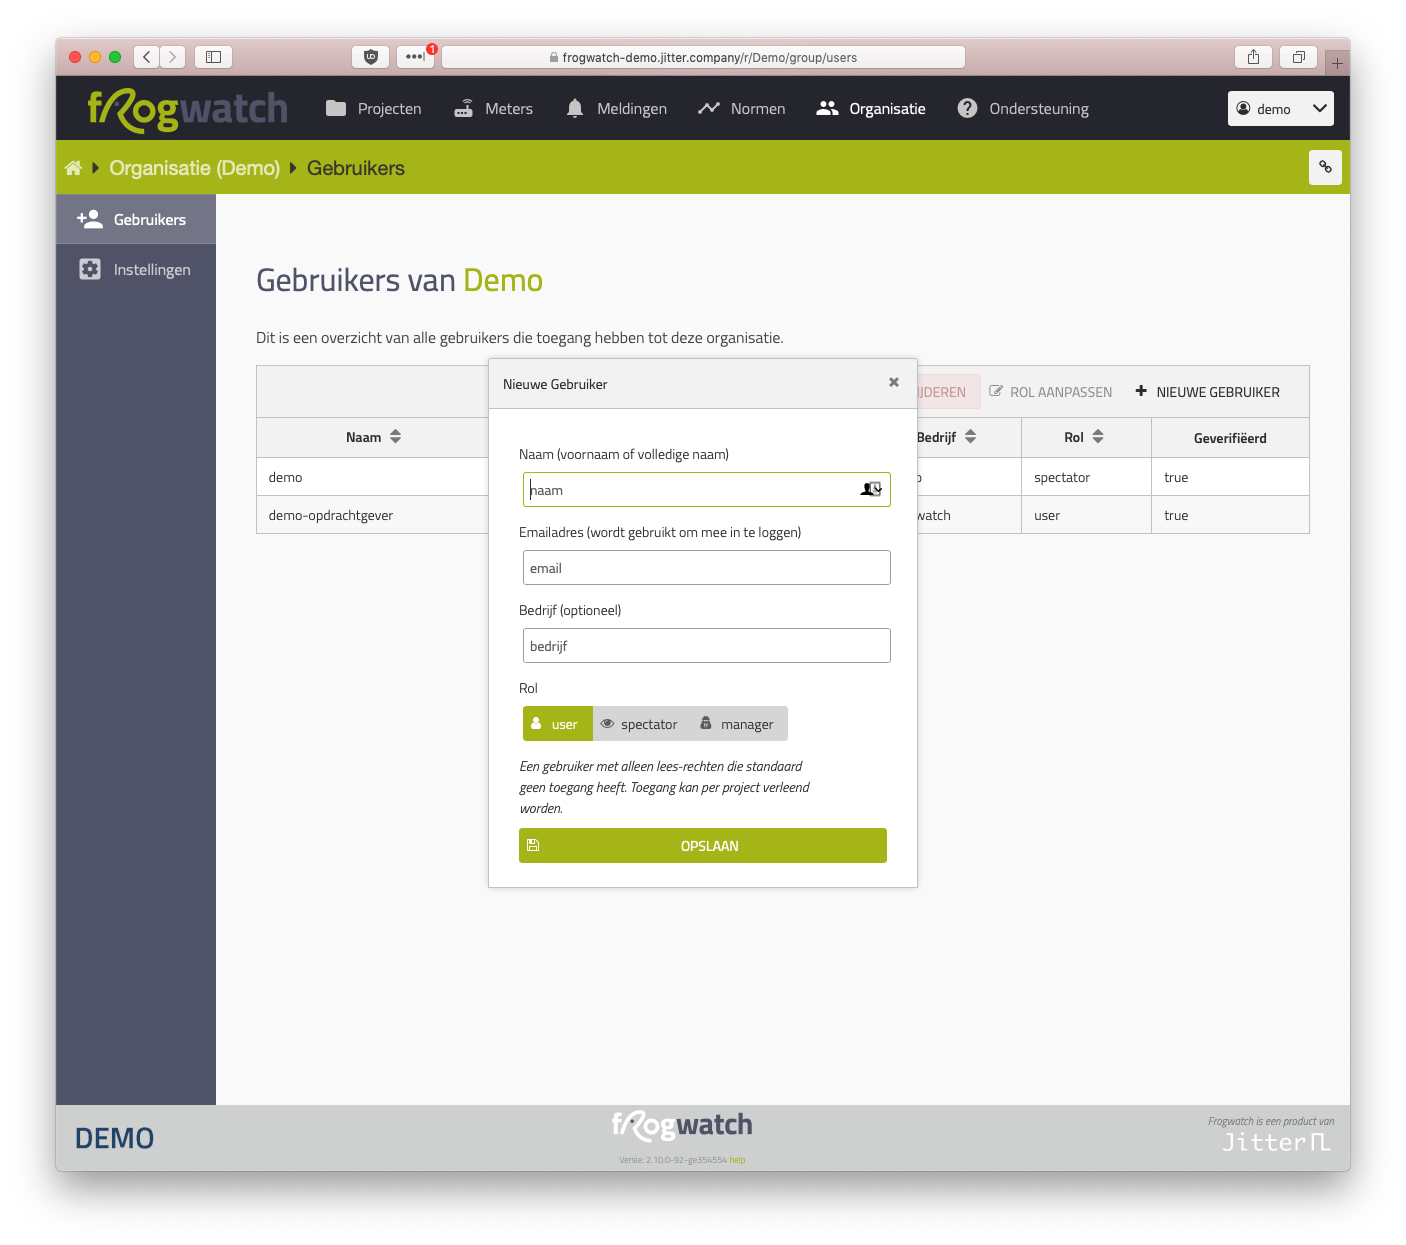 1
frogwatch-demo.jitter.company/r/Demo/group/users
frogwatch
Projecten
Meters
Meldingen
Normen
Organisatie
Ondersteuning
demo
Organisatie (Demo)
Gebruikers
Gebruikers
Instellingen
Gebruikers van Demo
Dit is een overzicht van alle gebruikers die toegang hebben tot deze organisatie.
JDEREN
ROL AANPASSEN
NIEUWE GEBRUIKER
Naam
Bedrijf
Rol
Geverifiëerd
demo
o
spectator
true
demo-opdrachtgever
watch
user
true
Nieuwe Gebruiker
Naam (voornaam of volledige naam)
naam
Emailadres (wordt gebruikt om mee in te loggen)
email
Bedrijf (optioneel)
bedrijf
Rol
user
spectator
manager
Een gebruiker met alleen lees-rechten die standaard
geen toegang heeft. Toegang kan per project verleend
worden.
OPSLAAN
DEMO
frogwatch
Versie: 2.10.0-92-ge354554 help
Frogwatch is een product van
Jitter